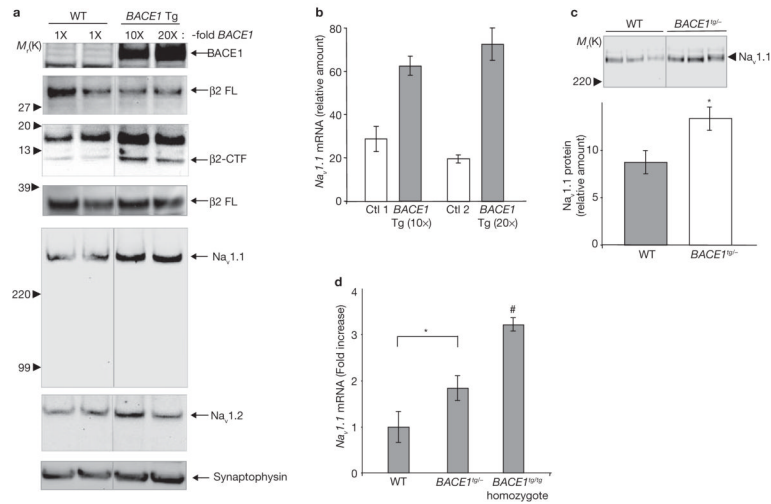 a
WT
BACE1 Tg
1X 1X 10X 20X : -fold BACE1
Mr(K)
BACE1
β2 FL
27
20
13
β2-CTF
39
β2 FL
Nav1.1
220
99
Nav1.2
Synaptophysin
b
Nav1.1 mRNA (relative amount)
80
60
40
20
0
Ctl 1 BACE1 Ctl 2 BACE1
Tg (10×) Tg (20×)
c
WT BACE1tg/–
Mr(K)
Nav1.1
220
Nav1.1 protein
(relative amount)
10
5
0
*
WT BACE1tg/–
d
Nav1.1 mRNA (Fold increase)
4
3
2
1
0
*
#
WT BACE1tg/– BACE1tg/tg
homozygote